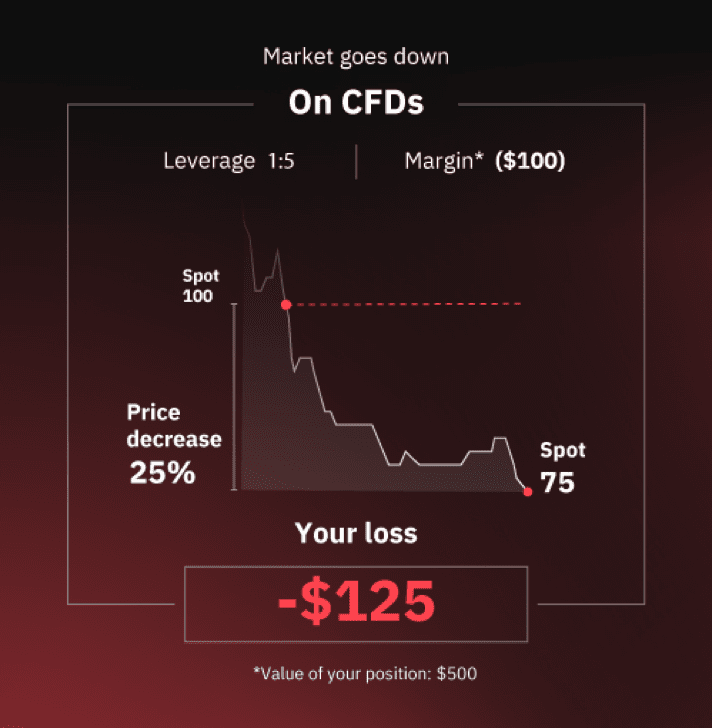 Market goes down
On CFDs
Leverage 1:5
Margin* ($100)
Spot
100
Price
decrease
25%
Spot
75
Your loss
-$125
*Value of your position: $500